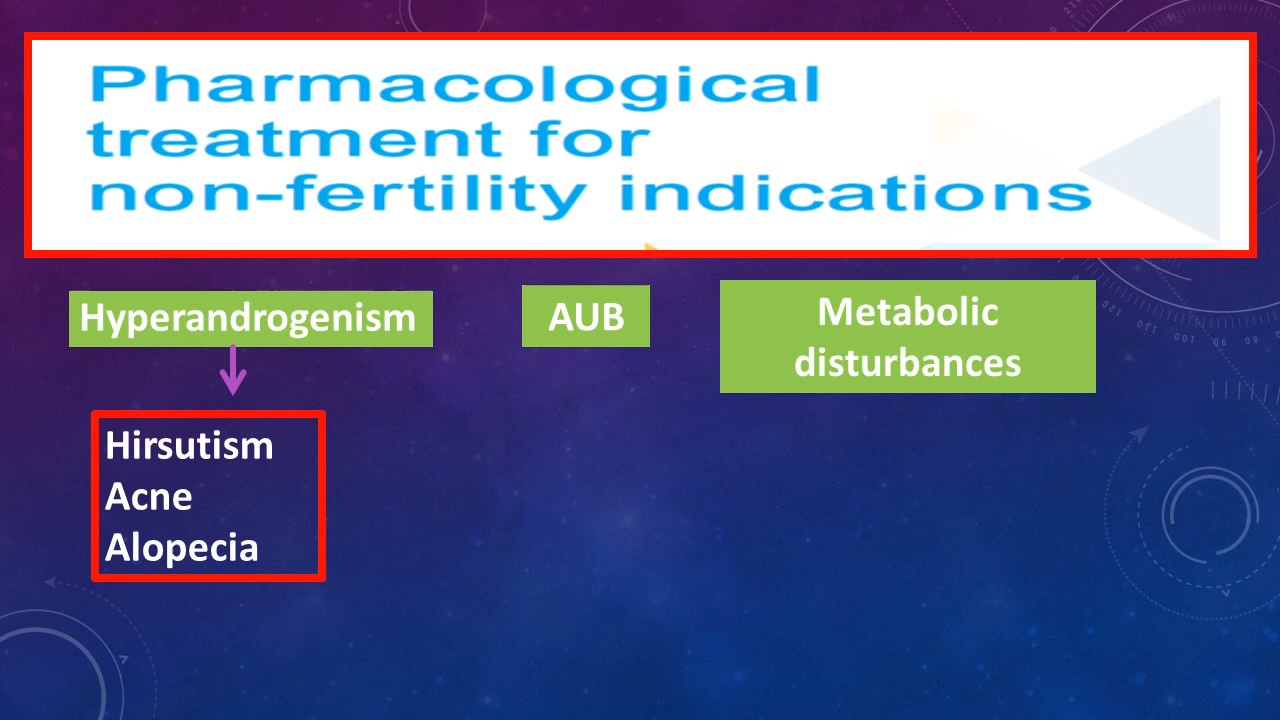 Pharmacological
treatment for
non-fertility indications
Hyperandrogenism
AUB
Metabolic
disturbances
Hirsutism
Acne
Alopecia